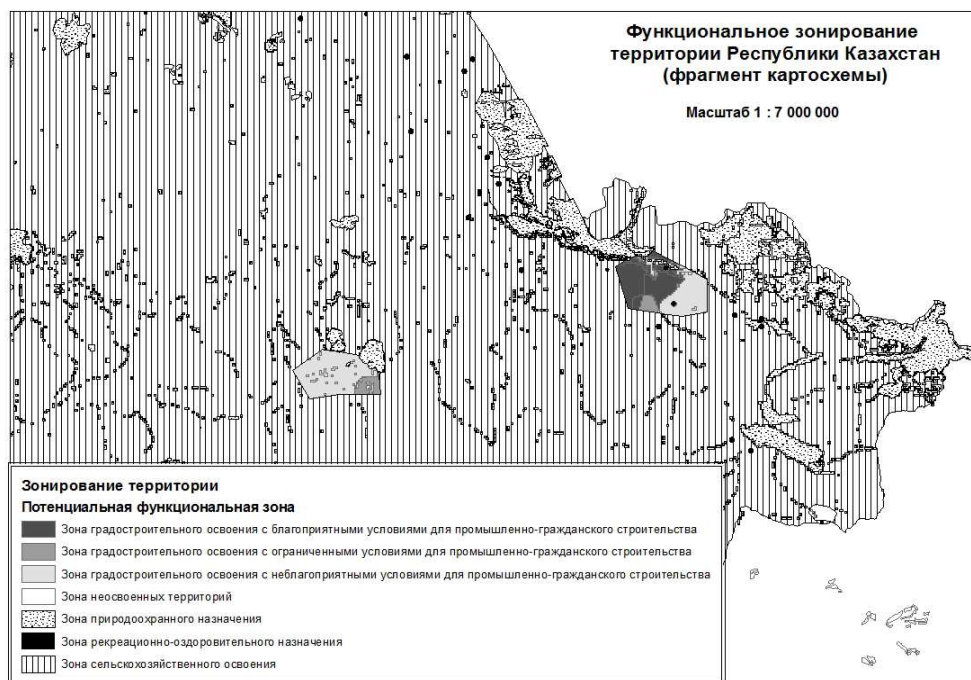 Функциональное зонирование
территории Республики Казахстан
(фрагмент картосхемы)
Масштаб 1 : 7 000 000
Зонирование территории
Потенциальная функциональная зона
Зона градостроительного освоения с благоприятными условиями для промышленно-гражданского строительства
Зона градостроительного освоения с ограниченными условиями для промышленно-гражданского строительства
Зона градостроительного освоения с неблагоприятными условиями для промышленно-гражданского строительства
Зона неосвоенных территорий
Зона природоохранного назначения
Зона рекреационно-оздоровительного назначения
Зона сельскохозяйственного освоения